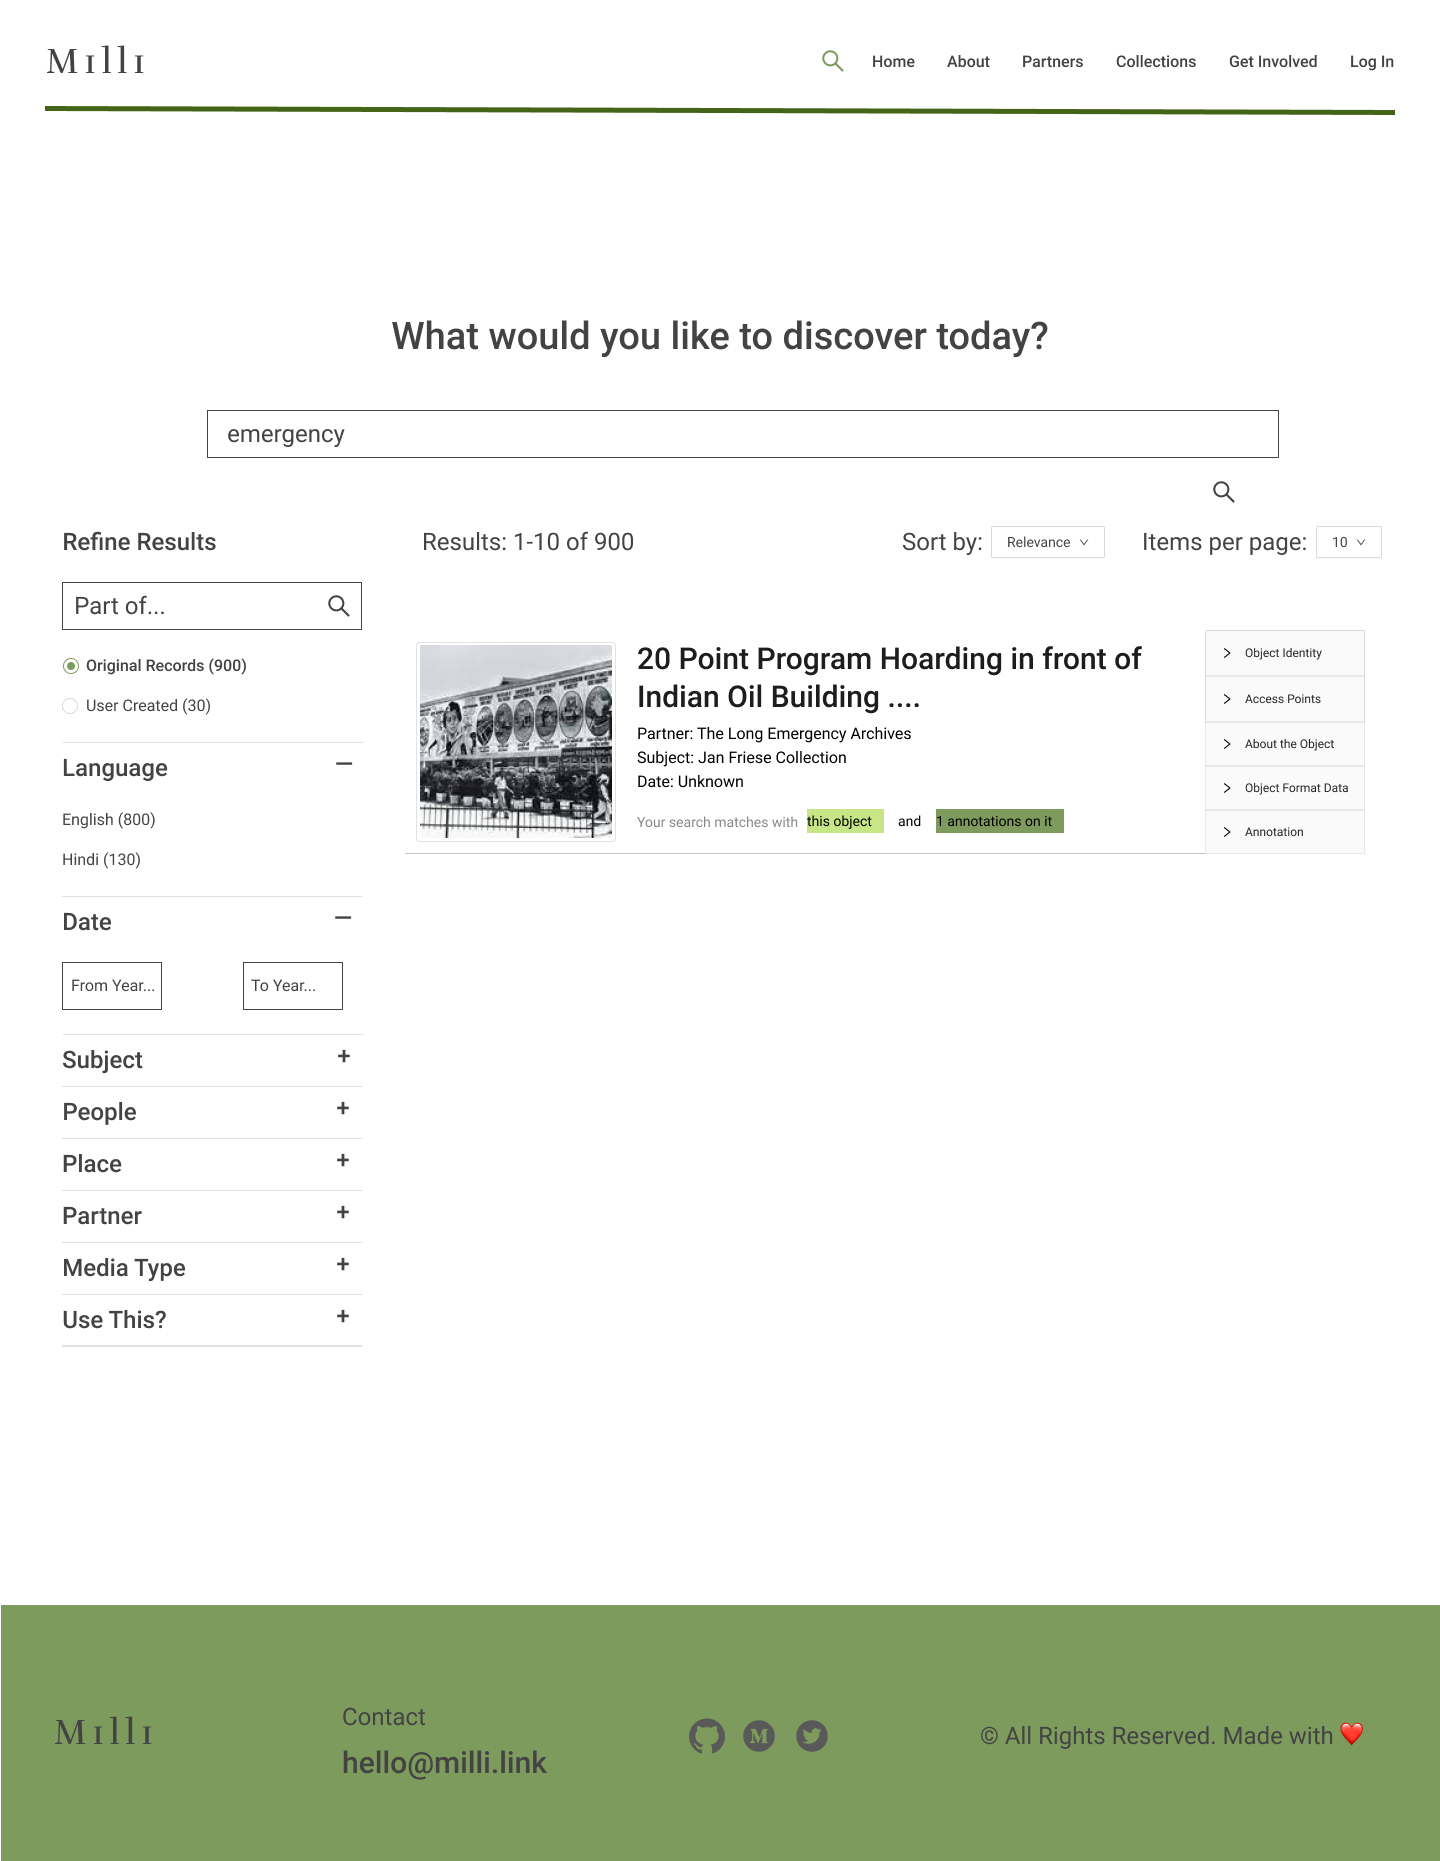 Milli
Home About Partners Collections Get Involved Log In
What would you like to discover today?
emergency
Refine Results
Results: 1-10 of 900
Sort by: Relevance
Items per page: 10
Part of...
Original Records (900)
User Created (30)
Language
English (800)
Hindi (130)
Date
From Year... To Year...
Subject
People
Place
Partner
Media Type
Use This?
20 Point Program Hoarding in front of
Indian Oil Building ....
Partner: The Long Emergency Archives
Subject: Jan Friese Collection
Date: Unknown
Your search matches with this object and 1 annotations on it
Object Identity
Access Points
About the Object
Object Format Data
Annotation
Milli
Contact
hello@milli.link
© All Rights Reserved. Made with ❤️